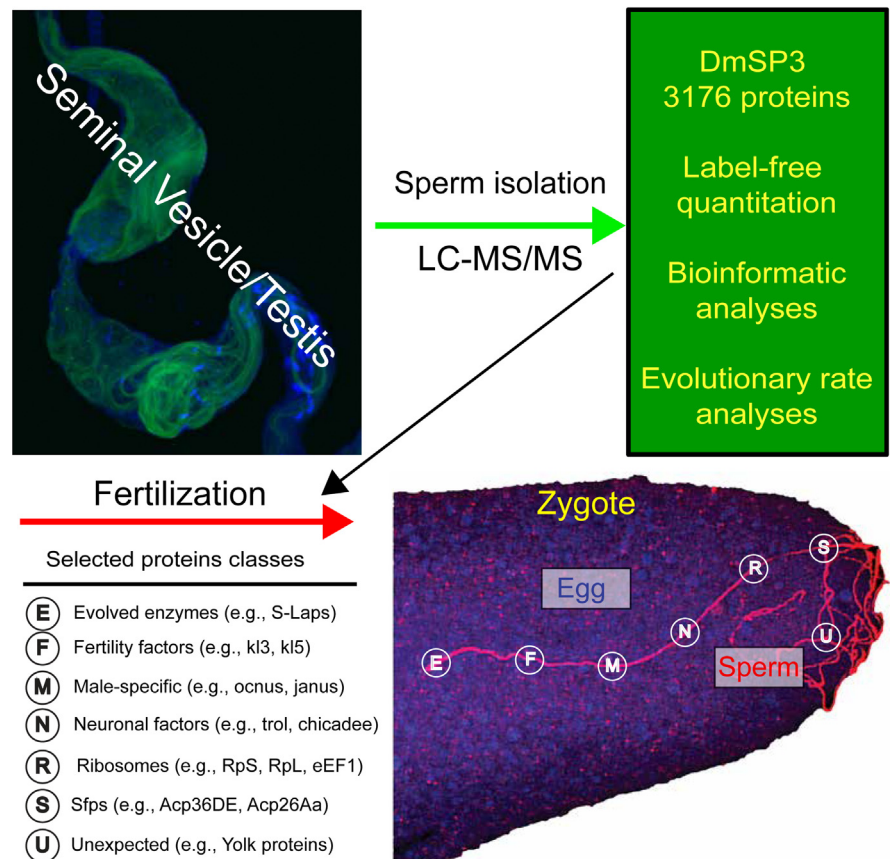 Seminal Vesicle/Testis
Sperm isolation
LC-MS/MS
DmSP3
3176 proteins
Label-free
quantitation
Bioinformatic
analyses
Evolutionary rate
analyses
Fertilization
Selected proteins classes
E Evolved enzymes (e.g., S-Laps)
F Fertility factors (e.g., kl3, kl5)
M Male-specific (e.g., ocnus, janus)
N Neuronal factors (e.g., trol, chicadee)
R Ribosomes (e.g., RpS, RpL, eEF1)
S Sfps (e.g., Acp36DE, Acp26Aa)
U Unexpected (e.g., Yolk proteins)
Zygote
Egg
Sperm
E
F
M
N
R
S
U